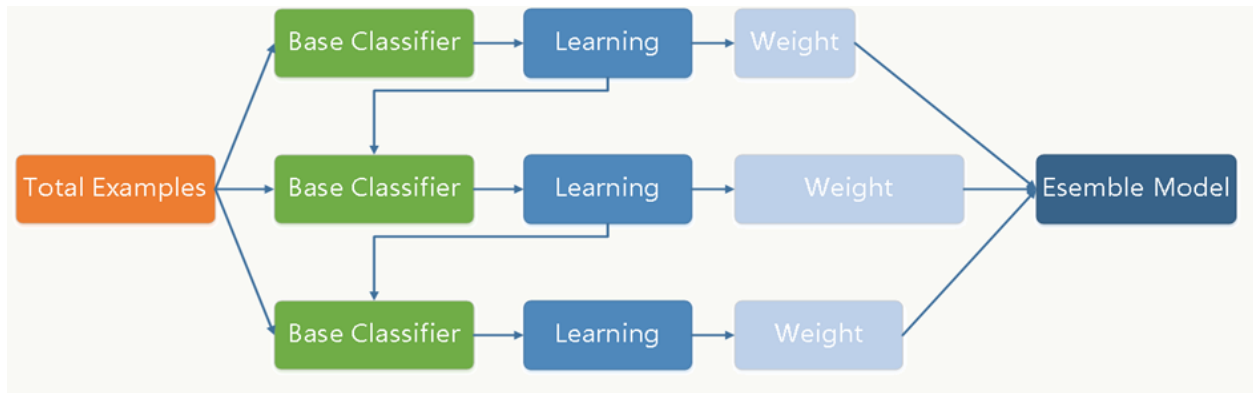 Base Classifier
Learning
Weight
Total Examples
Base Classifier
Learning
Weight
Esemble Model
Base Classifier
Learning
Weight